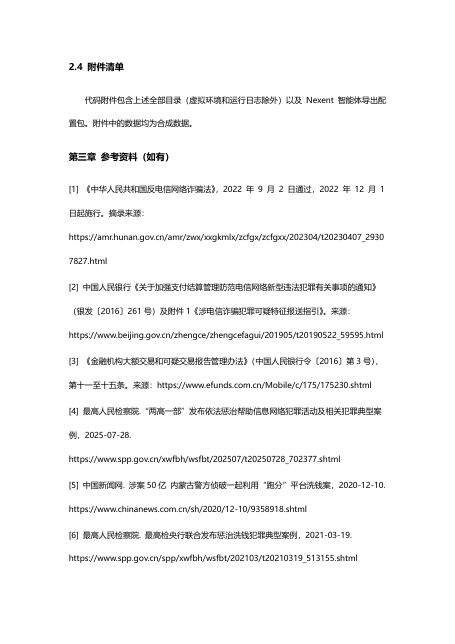 2.4 附件清单
代码附件包含上述全部目录（虚拟环境和运行日志除外）以及 Nexent 智能体导出配
置包。附件中的数据均为合成数据。
第三章 参考资料（如有）
[1] 《中华人民共和国反电信网络诈骗法》，2022 年 9 月 2 日通过，2022 年 12 月 1
日起施行。摘录来源：
https://amr.hunan.gov.cn/amr/zwx/xxgkmlx/zcfgx/zcfgxx/202304/t20230407_2930
7827.html
[2] 中国人民银行《关于加强支付结算管理防范电信网络新型违法犯罪有关事项的通知》
（银发〔2016〕261 号）及附件 1《涉电信诈骗犯罪可疑特征报送指引》。来源：
https://www.beijing.gov.cn/zhengce/zhengcefagui/201905/t20190522_59595.html
[3] 《金融机构大额交易和可疑交易报告管理办法》（中国人民银行令〔2016〕第 3 号），
第十一至十五条。来源：https://www.efunds.com.cn/Mobile/c/175/175230.shtml
[4] 最高人民检察院. “两高一部”发布依法惩治帮助信息网络犯罪活动及相关犯罪典型案
例，2025-07-28.
https://www.spp.gov.cn/xwfbh/wsfbt/202507/t20250728_702377.shtml
[5] 中国新闻网. 涉案 50 亿 内蒙古警方侦破一起利用“跑分”平台洗钱案，2020-12-10.
https://www.chinanews.com.cn/sh/2020/12-10/9358918.shtml
[6] 最高人民检察院. 最高检央行联合发布惩治洗钱犯罪典型案例，2021-03-19.
https://www.spp.gov.cn/spp/xwfbh/wsfbt/202103/t20210319_513155.shtml